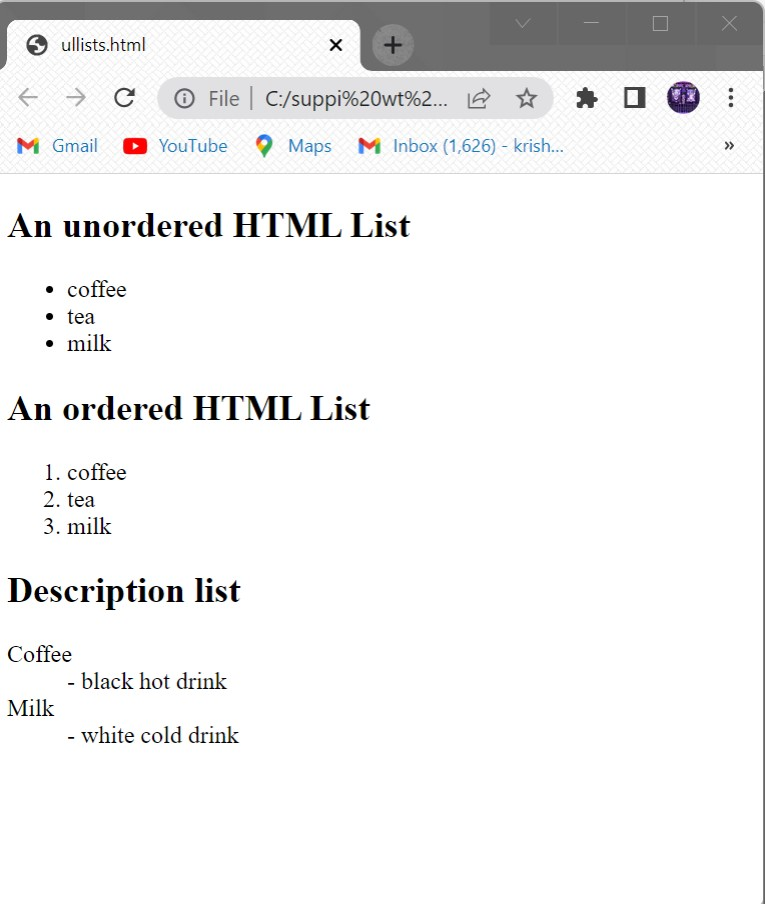 ullists.html
File | C:/suppi%20wt%2...
Gmail YouTube Maps Inbox (1,626) - krish... »
An unordered HTML List
• coffee
• tea
• milk
An ordered HTML List
1. coffee
2. tea
3. milk
Description list
Coffee
- black hot drink
Milk
- white cold drink